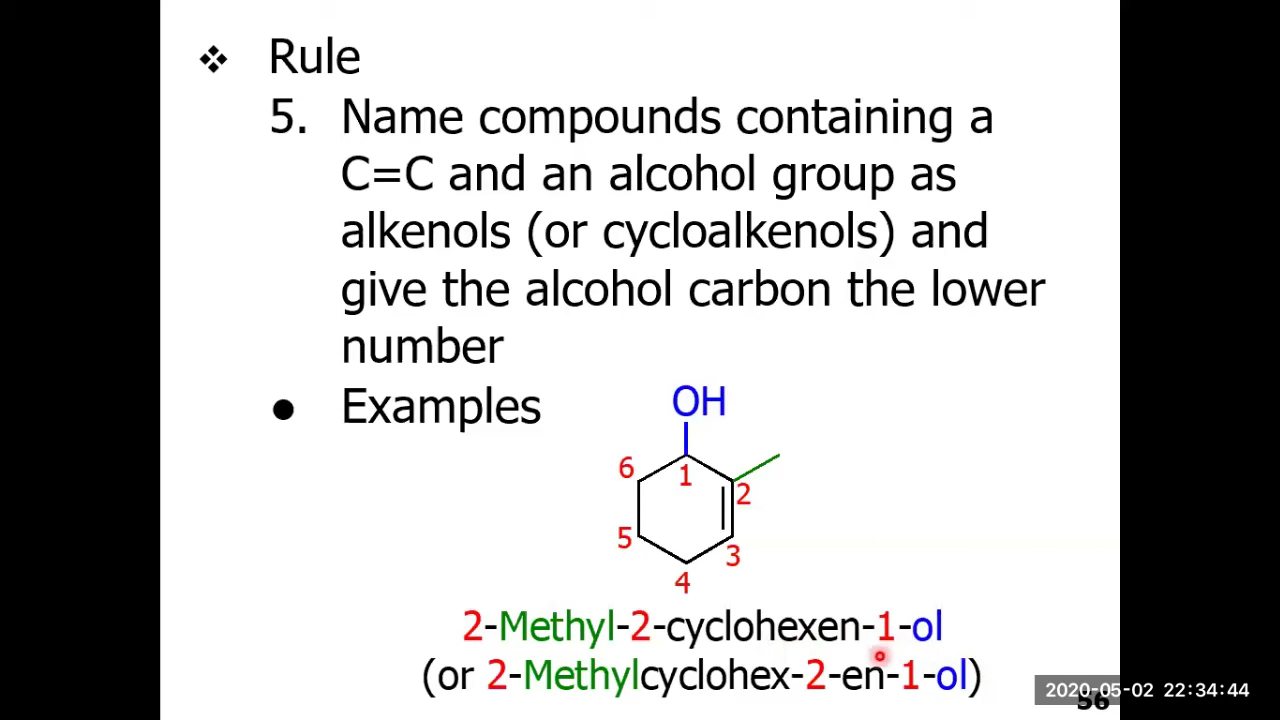 ❖ Rule
5. Name compounds containing a
C=C and an alcohol group as
alkenols (or cycloalkenols) and
give the alcohol carbon the lower
number
● Examples
OH
6
1
2
5
3
4
2-Methyl-2-cyclohexen-1-ol
(or 2-Methylcyclohex-2-en-1-ol)
2020-05-02 22:34:44
56